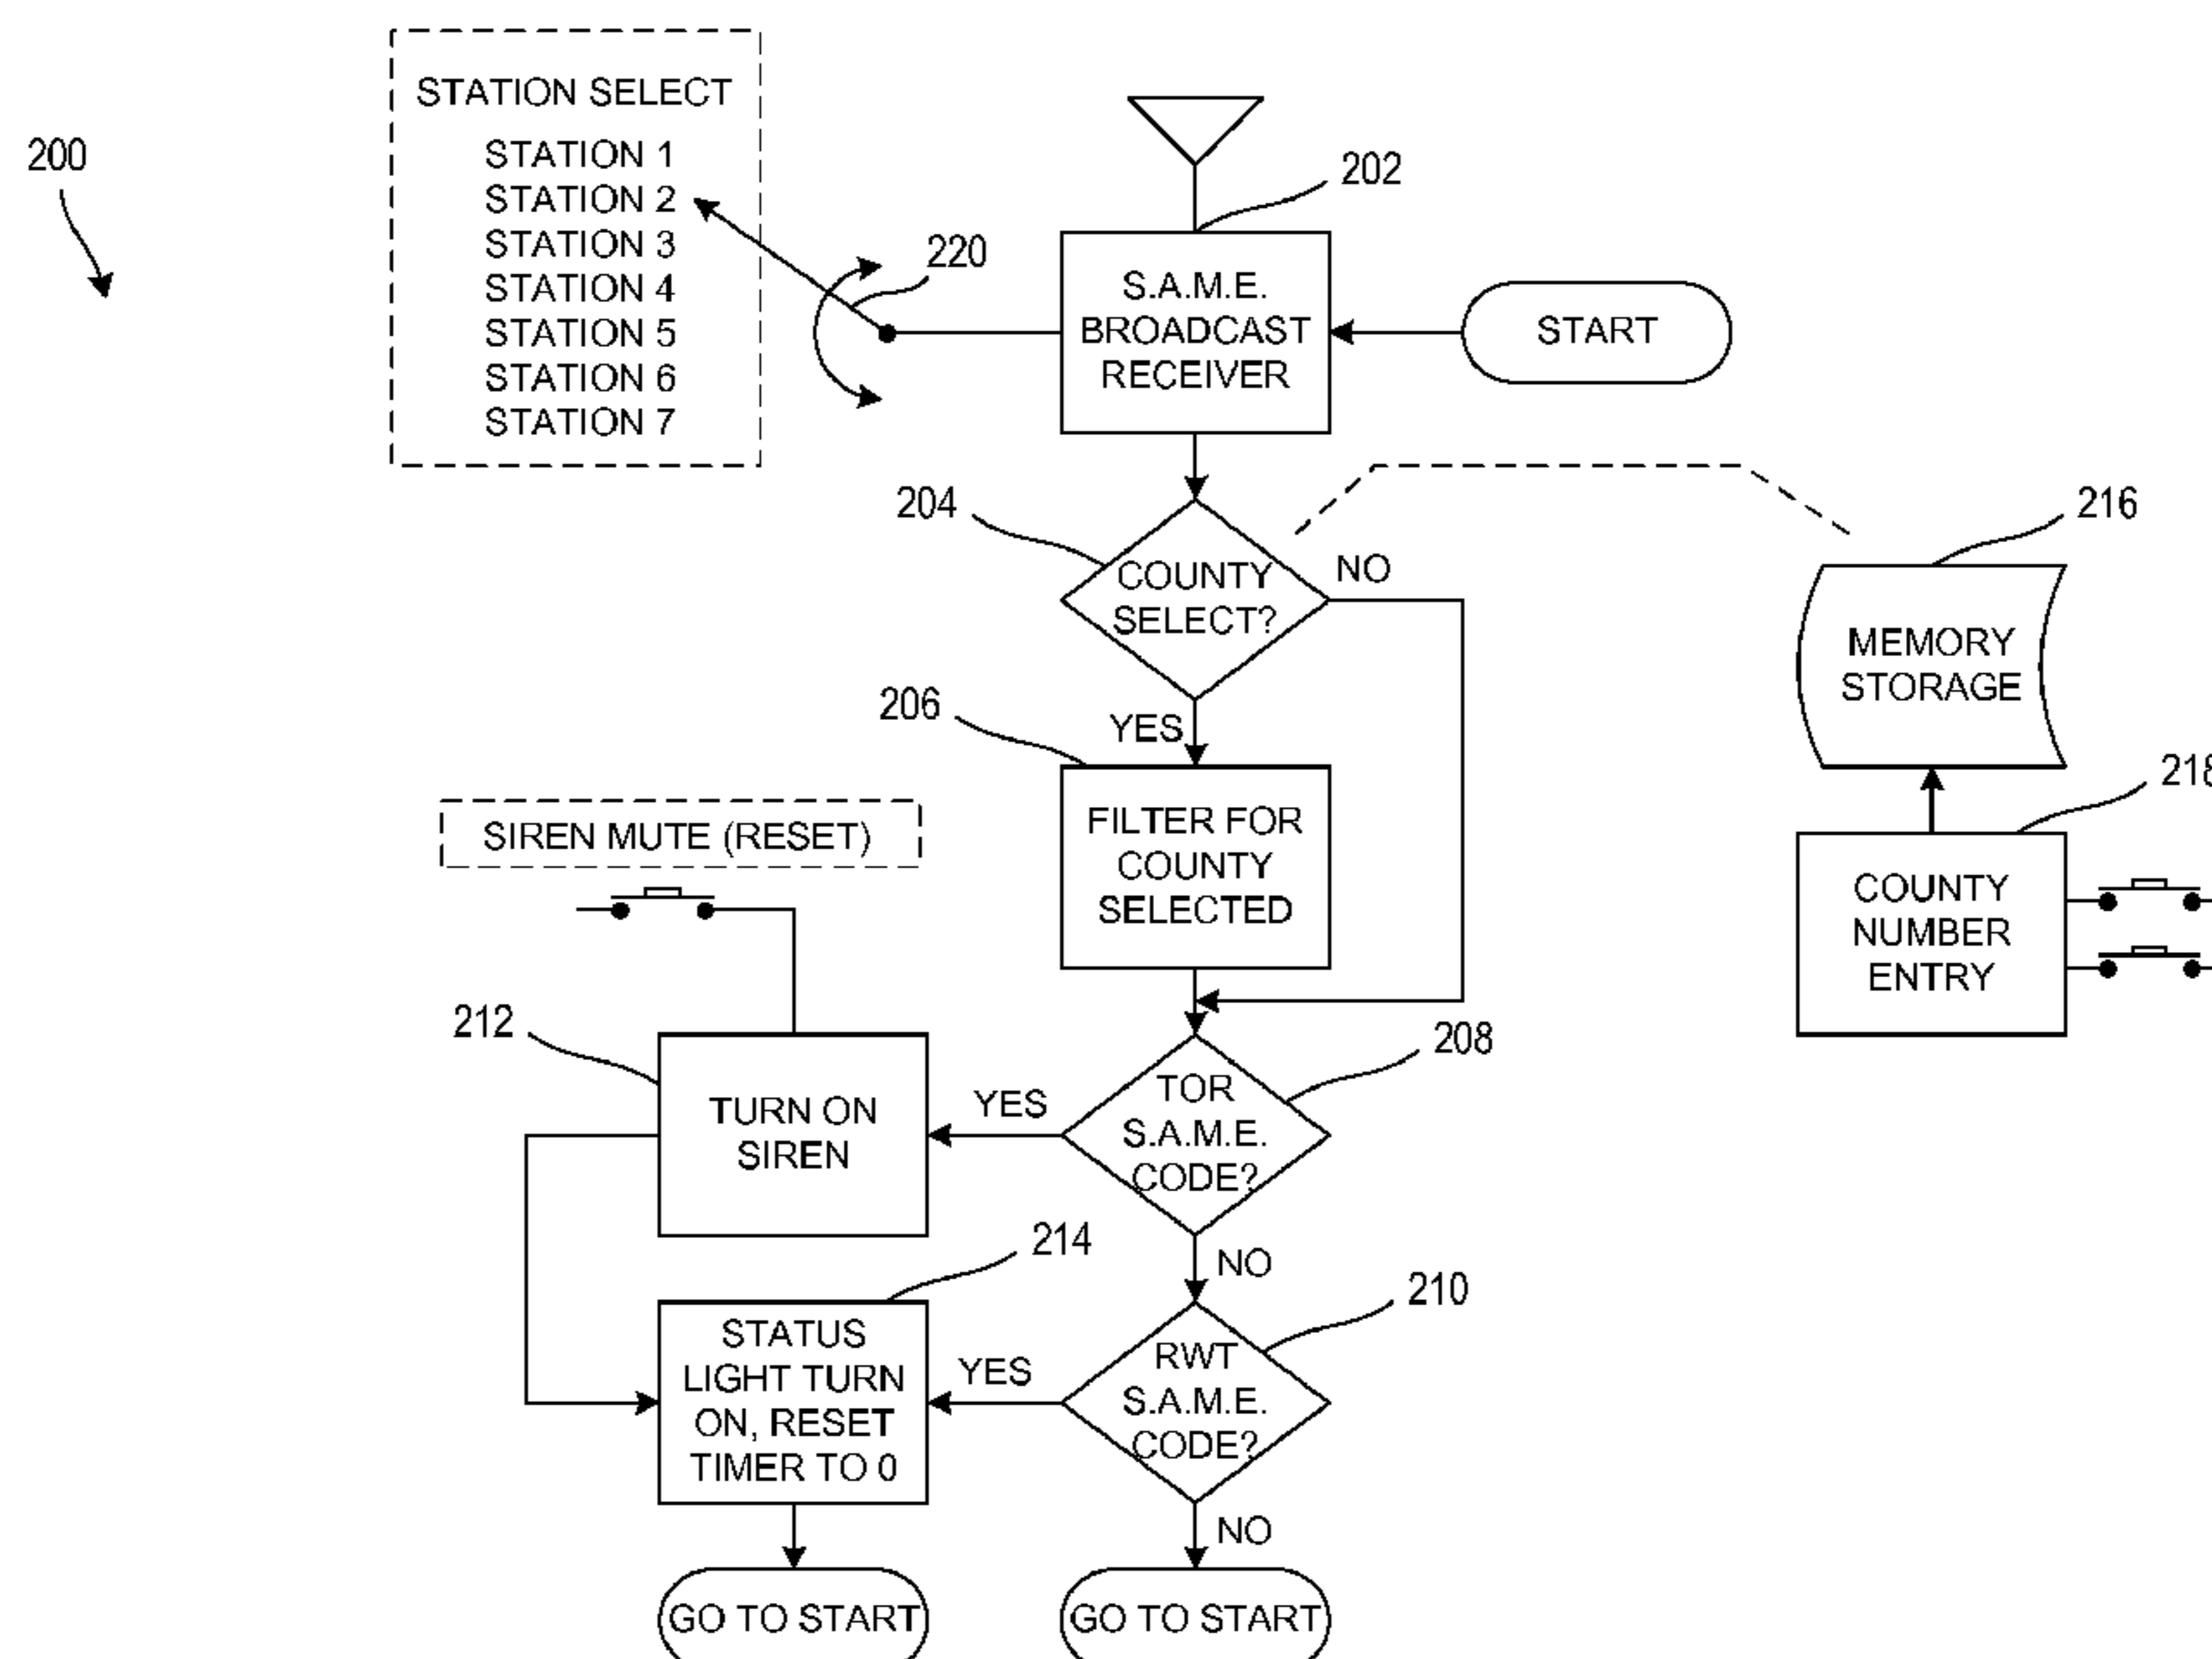 200
STATION SELECT
STATION 1
STATION 2
STATION 3
STATION 4
STATION 5
STATION 6
STATION 7
220
202
S.A.M.E.
BROADCAST
RECEIVER
START
204
COUNTY
SELECT?
NO
YES
216
MEMORY
STORAGE
206
FILTER FOR
COUNTY
SELECTED
218
COUNTY
NUMBER
ENTRY
SIREN MUTE (RESET)
212
TURN ON
SIREN
YES
208
TOR
S.A.M.E.
CODE?
NO
214
STATUS
LIGHT TURN
ON, RESET
TIMER TO 0
YES
210
RWT
S.A.M.E.
CODE?
NO
GO TO START
GO TO START